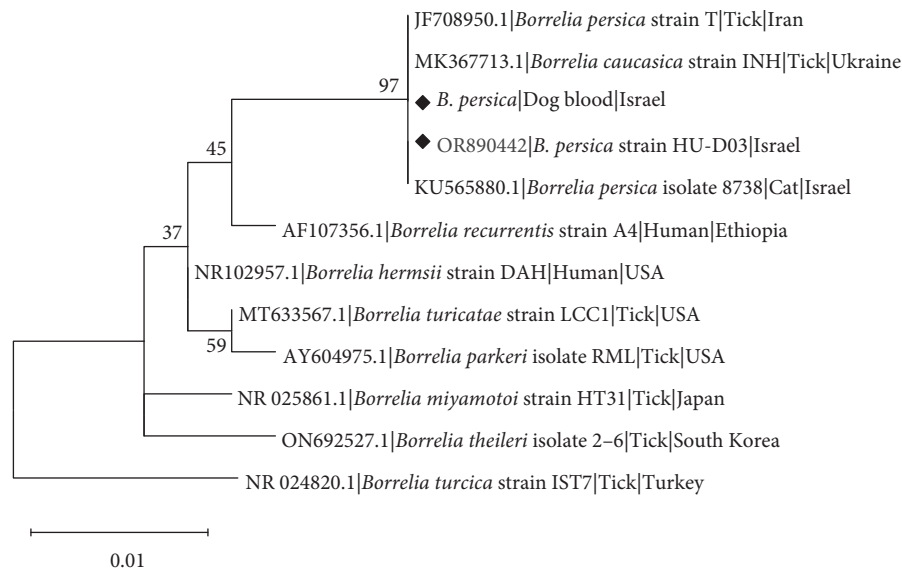 JF708950.1|Borrelia persica strain T|Tick|Iran
MK367713.1|Borrelia caucasica strain INH|Tick|Ukraine
97
B. persica|Dog blood|Israel
OR890442|B. persica strain HU-D03|Israel
45
KU565880.1|Borrelia persica isolate 8738|Cat|Israel
AF107356.1|Borrelia recurrentis strain A4|Human|Ethiopia
37
NR102957.1|Borrelia hermsii strain DAH|Human|USA
MT633567.1|Borrelia turicatae strain LCC1|Tick|USA
59
AY604975.1|Borrelia parkeri isolate RML|Tick|USA
NR 025861.1|Borrelia miyamotoi strain HT31|Tick|Japan
ON692527.1|Borrelia theileri isolate 2–6|Tick|South Korea
NR 024820.1|Borrelia turcica strain IST7|Tick|Turkey
0.01